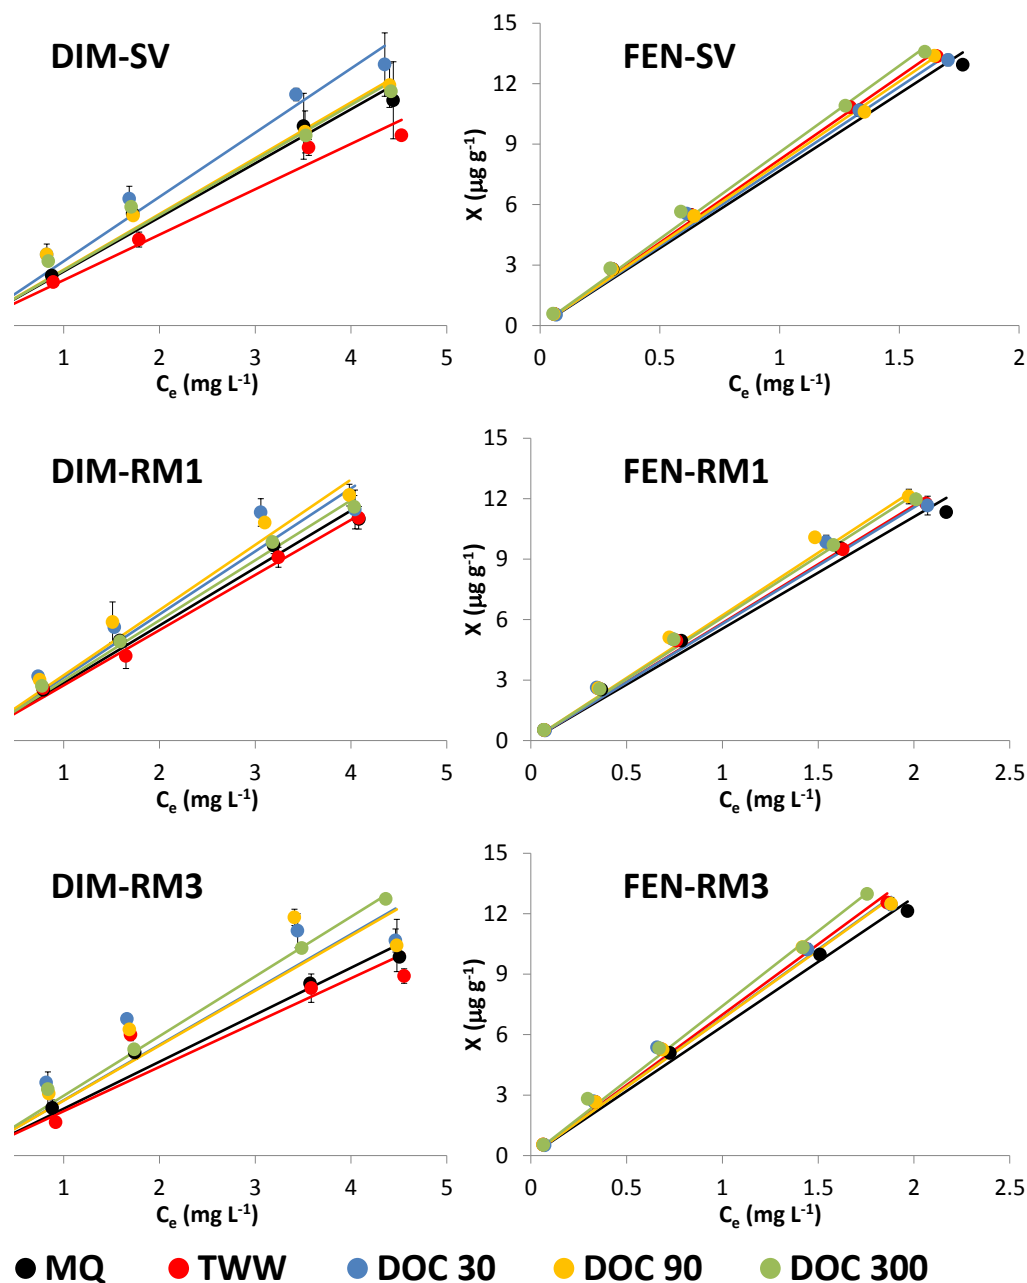 DIM-SV
1 2 3 4 5
Ce (mg L-1)
FEN-SV
X (µg g-1)
15
12
9
6
3
0
0 0.5 1 1.5 2
Ce (mg L-1)
DIM-RM1
1 2 3 4 5
Ce (mg L-1)
FEN-RM1
X (µg g-1)
15
12
9
6
3
0
0 0.5 1 1.5 2 2.5
Ce (mg L-1)
DIM-RM3
1 2 3 4 5
Ce (mg L-1)
FEN-RM3
X (µg g-1)
15
12
9
6
3
0
0 0.5 1 1.5 2 2.5
Ce (mg L-1)
MQ TWW DOC 30 DOC 90 DOC 300